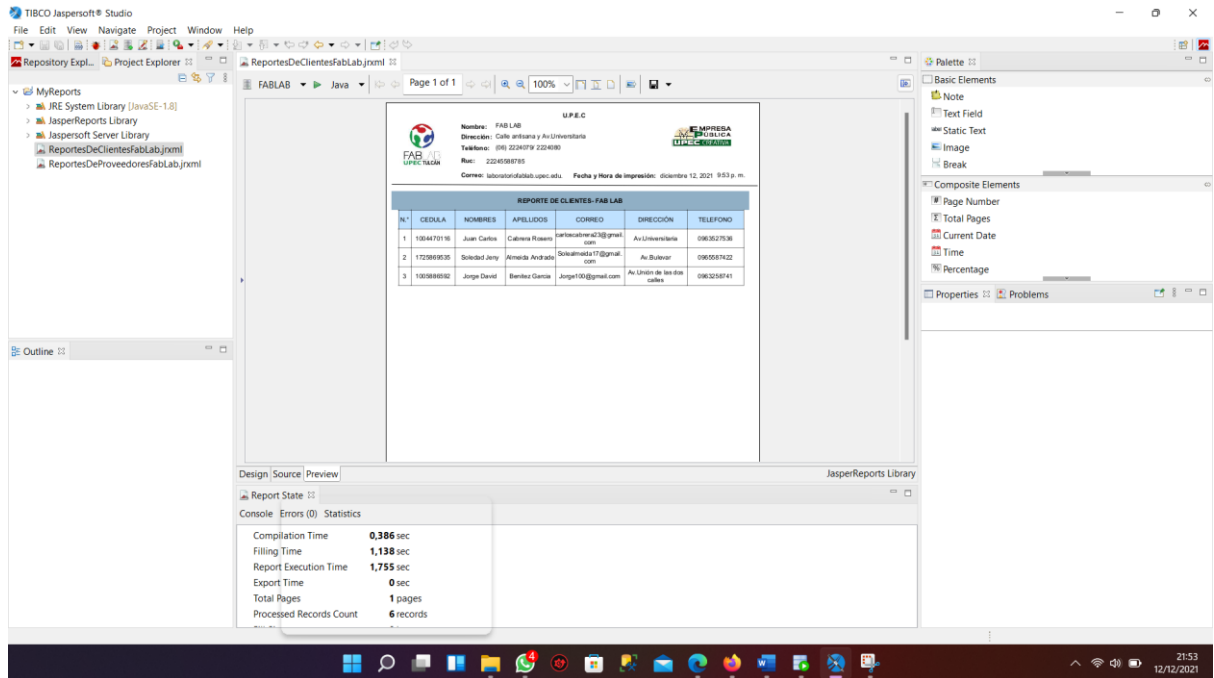 TIBCO Jaspersoft® Studio
File Edit View Navigate Project Window Help
Repository Expl... Project Explorer
MyReports
JRE System Library [JavaSE-1.8]
JasperReports Library
Jaspersoft Server Library
ReportesDeClientesFabLab.jrxml
ReportesDeProveedoresFabLab.jrxml
Outline
ReportesDeClientesFabLab.jrxml
FABLAB Java Page 1 of 1 100%
U.P.E.C
FAB LAB
UPEC TULCÁN
Nombre: FAB LAB
Dirección: Calle antisana y Av.Universitaria
Teléfono: (06) 2224079/ 2224080
Ruc: 22245588785
Correo: laboratoriofablab.upec.edu. Fecha y Hora de impresión: diciembre 12, 2021 9:53 p. m.
EMPRESA
PÚBLICA
UPEC CREATIVA
REPORTE DE CLIENTES- FAB LAB
N.° CEDULA NOMBRES APELLIDOS CORREO DIRECCIÓN TELEFONO
1 1004470116 Juan Carlos Cabrera Rosero carloscabrera23@gmail.com Av.Universitaria 0963527536
2 1725869535 Soledad Jeny Almeida Andrade Solealmeida17@gmail.com Av.Bulevar 0965587422
3 1005886592 Jorge David Benitez Garcia Jorge100@gmail.com Av.Unión de las dos calles 0963258741
Design Source Preview JasperReports Library
Report State
Console Errors (0) Statistics
Compilation Time 0,386 sec
Filling Time 1,138 sec
Report Execution Time 1,755 sec
Export Time 0 sec
Total Pages 1 pages
Processed Records Count 6 records
Palette
Basic Elements
Note
Text Field
Static Text
Image
Break
Composite Elements
Page Number
Total Pages
Current Date
Time
Percentage
Properties Problems
4
21:53
12/12/2021